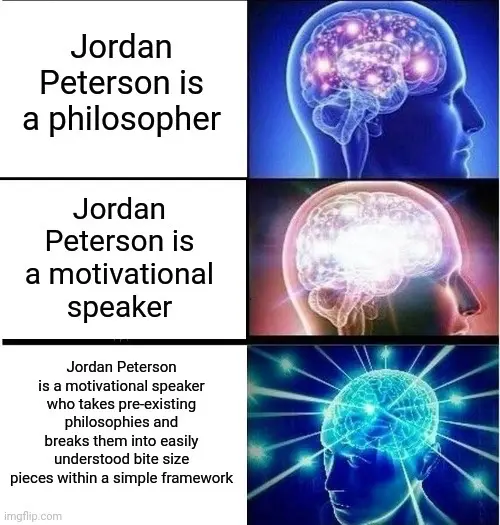 Jordan
Peterson is
a philosopher
Jordan
Peterson is
a motivational
speaker
Jordan Peterson
is a motivational speaker
who takes pre-existing
philosophies and
breaks them into easily
understood bite size
pieces within a simple framework
imgflip.com